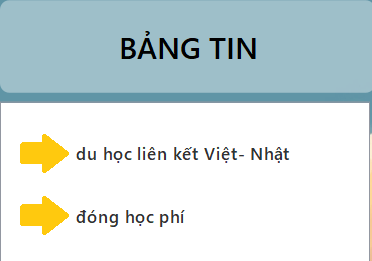 BẢNG TIN
du học liên kết Việt- Nhật
đóng học phí